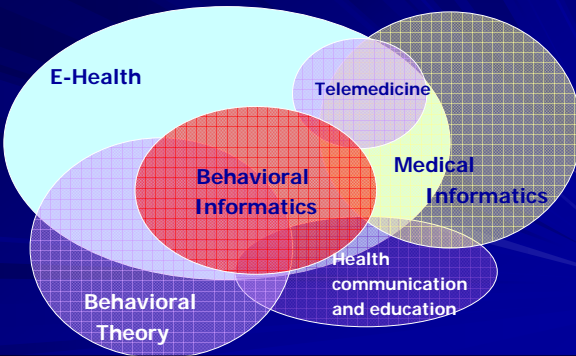 E-Health
Telemedicine
Behavioral
Informatics
Medical
Informatics
Health
communication
and education
Behavioral
Theory